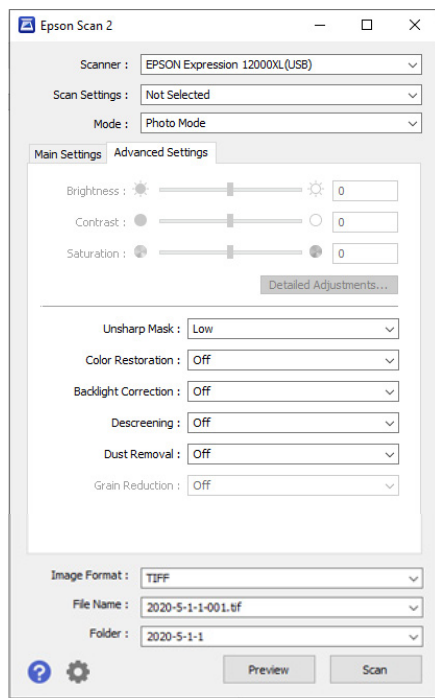 Epson Scan 2
Scanner : EPSON Expression 12000XL(USB)
Scan Settings : Not Selected
Mode : Photo Mode
Main Settings Advanced Settings
Brightness : 0
Contrast : 0
Saturation : 0
Detailed Adjustments...
Unsharp Mask : Low
Color Restoration : Off
Backlight Correction : Off
Descreening : Off
Dust Removal : Off
Grain Reduction : Off
Image Format : TIFF
File Name : 2020-5-1-1-001.tif
Folder : 2020-5-1-1
? Preview Scan